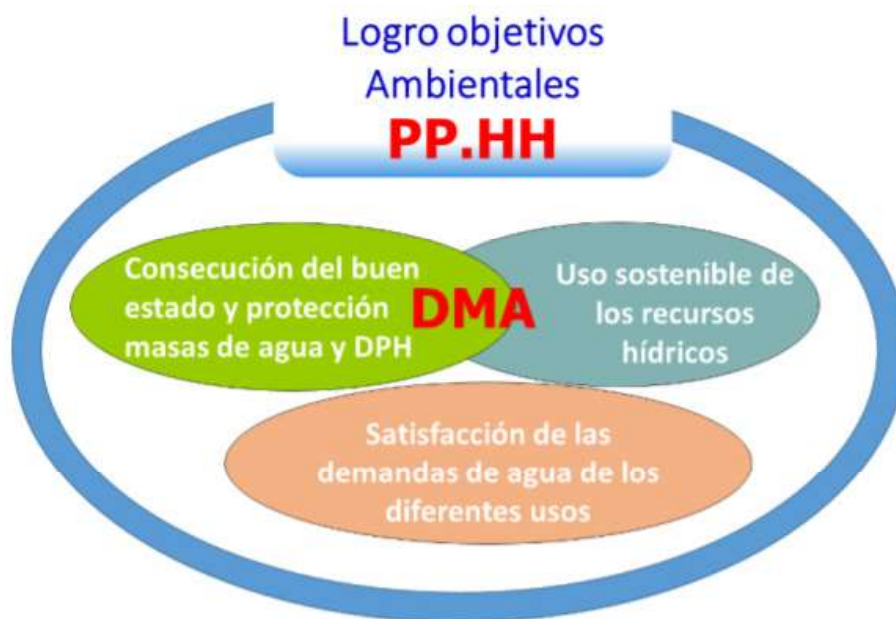 Logro objetivos
Ambientales
PP.HH
Consecución del buen
estado y protección
masas de agua y DPH
DMA
Uso sostenible de
los recursos
hídricos
Satisfacción de las
demandas de agua de los
diferentes usos